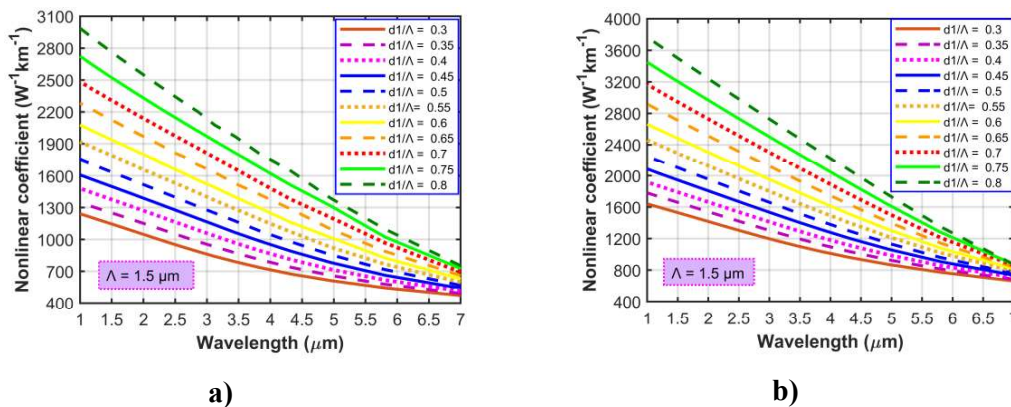 3100
2800
2500
2200
1900
1600
1300
1000
700
400
Nonlinear coefficient (W⁻¹km⁻¹)
d1/Λ = 0.3
d1/Λ = 0.35
d1/Λ = 0.4
d1/Λ = 0.45
d1/Λ = 0.5
d1/Λ= 0.55
d1/Λ = 0.6
d1/Λ = 0.65
d1/Λ = 0.7
d1/Λ = 0.75
d1/Λ = 0.8
Λ = 1.5 μm
1 1.5 2 2.5 3 3.5 4 4.5 5 5.5 6 6.5 7
Wavelength (μm)
a)
4000
3600
3200
2800
2400
2000
1600
1200
800
400
Nonlinear coefficient (W⁻¹km⁻¹)
d1/Λ = 0.3
d1/Λ = 0.35
d1/Λ = 0.4
d1/Λ = 0.45
d1/Λ = 0.5
d1/Λ= 0.55
d1/Λ = 0.6
d1/Λ = 0.65
d1/Λ = 0.7
d1/Λ = 0.75
d1/Λ = 0.8
Λ = 1.5 μm
1 1.5 2 2.5 3 3.5 4 4.5 5 5.5 6 6.5
Wavelength (μm)
b)